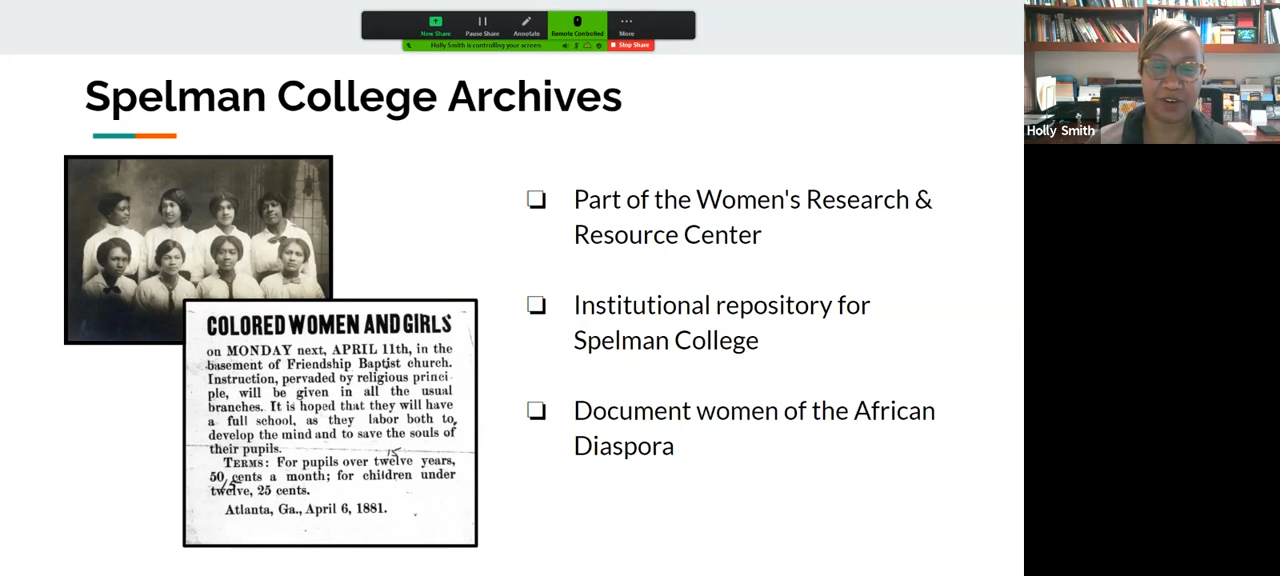 New Share
Pause Share
Annotate
Remote Controlled
More
Holly Smith is controlling your screen
Stop Share
Spelman College Archives
Holly Smith
Part of the Women's Research &
Resource Center
Institutional repository for
Spelman College
Document women of the African
Diaspora
COLORED WOMEN AND GIRLS
on MONDAY next, APRIL 11th, in the
basement of Friendship Baptist church.
Instruction, pervaded by religious princi-
ple, will be given in all the usual
branches. It is hoped that they will have
a full school, as they labor both to
develop the mind and to save the souls of
their pupils.
15
TERMS: For pupils over twelve years,
50 cents a month; for children under
15
twelve, 25 cents.
Atlanta, Ga., April 6, 1881.